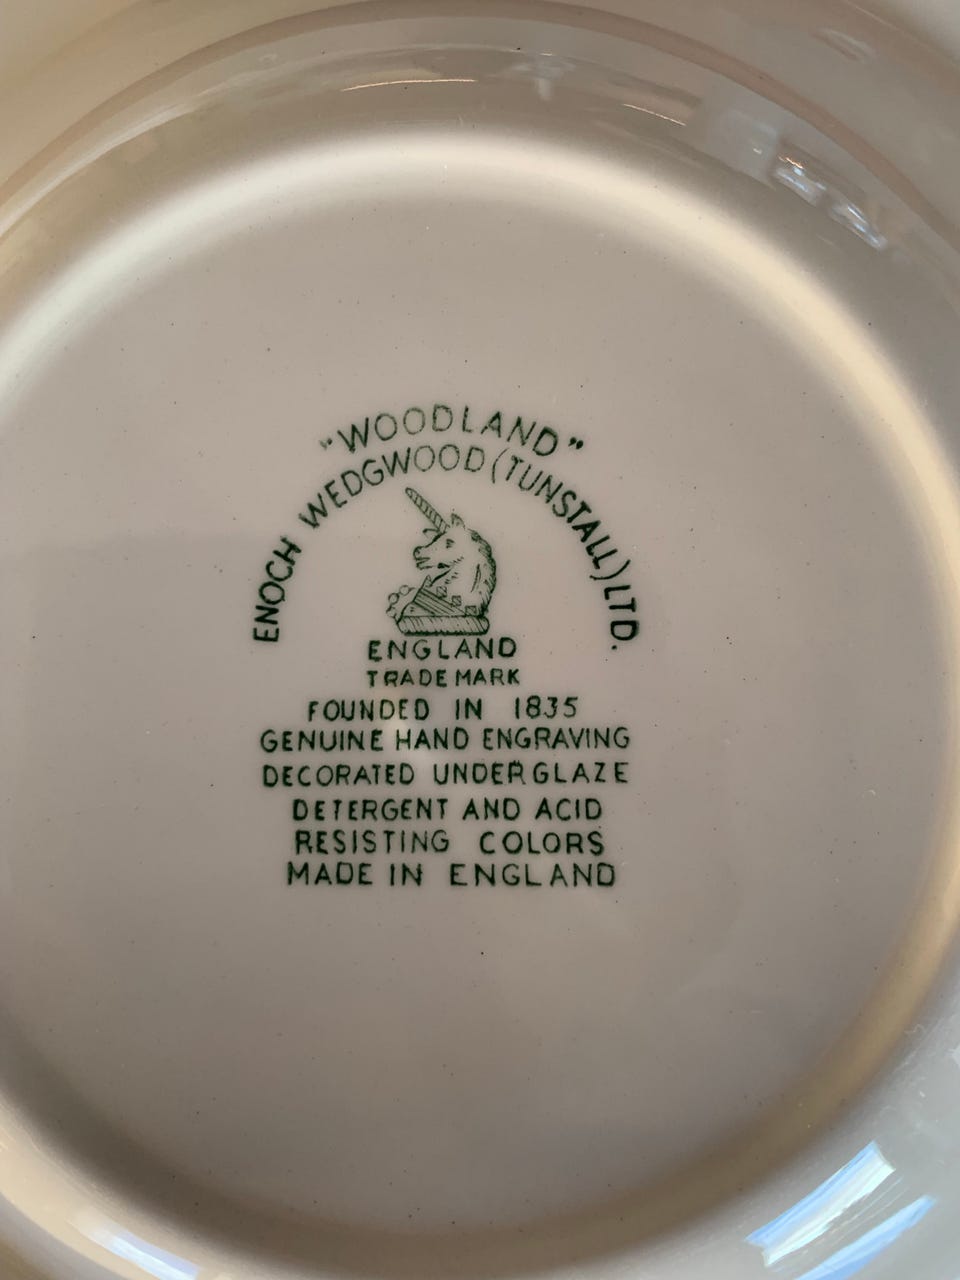 "WOODLAND"
ENOCH WEDGWOOD (TUNSTALL) LTD.
ENGLAND
TRADE MARK
FOUNDED IN 1835
GENUINE HAND ENGRAVING
DECORATED UNDERGLAZE
DETERGENT AND ACID
RESISTING COLORS
MADE IN ENGLAND